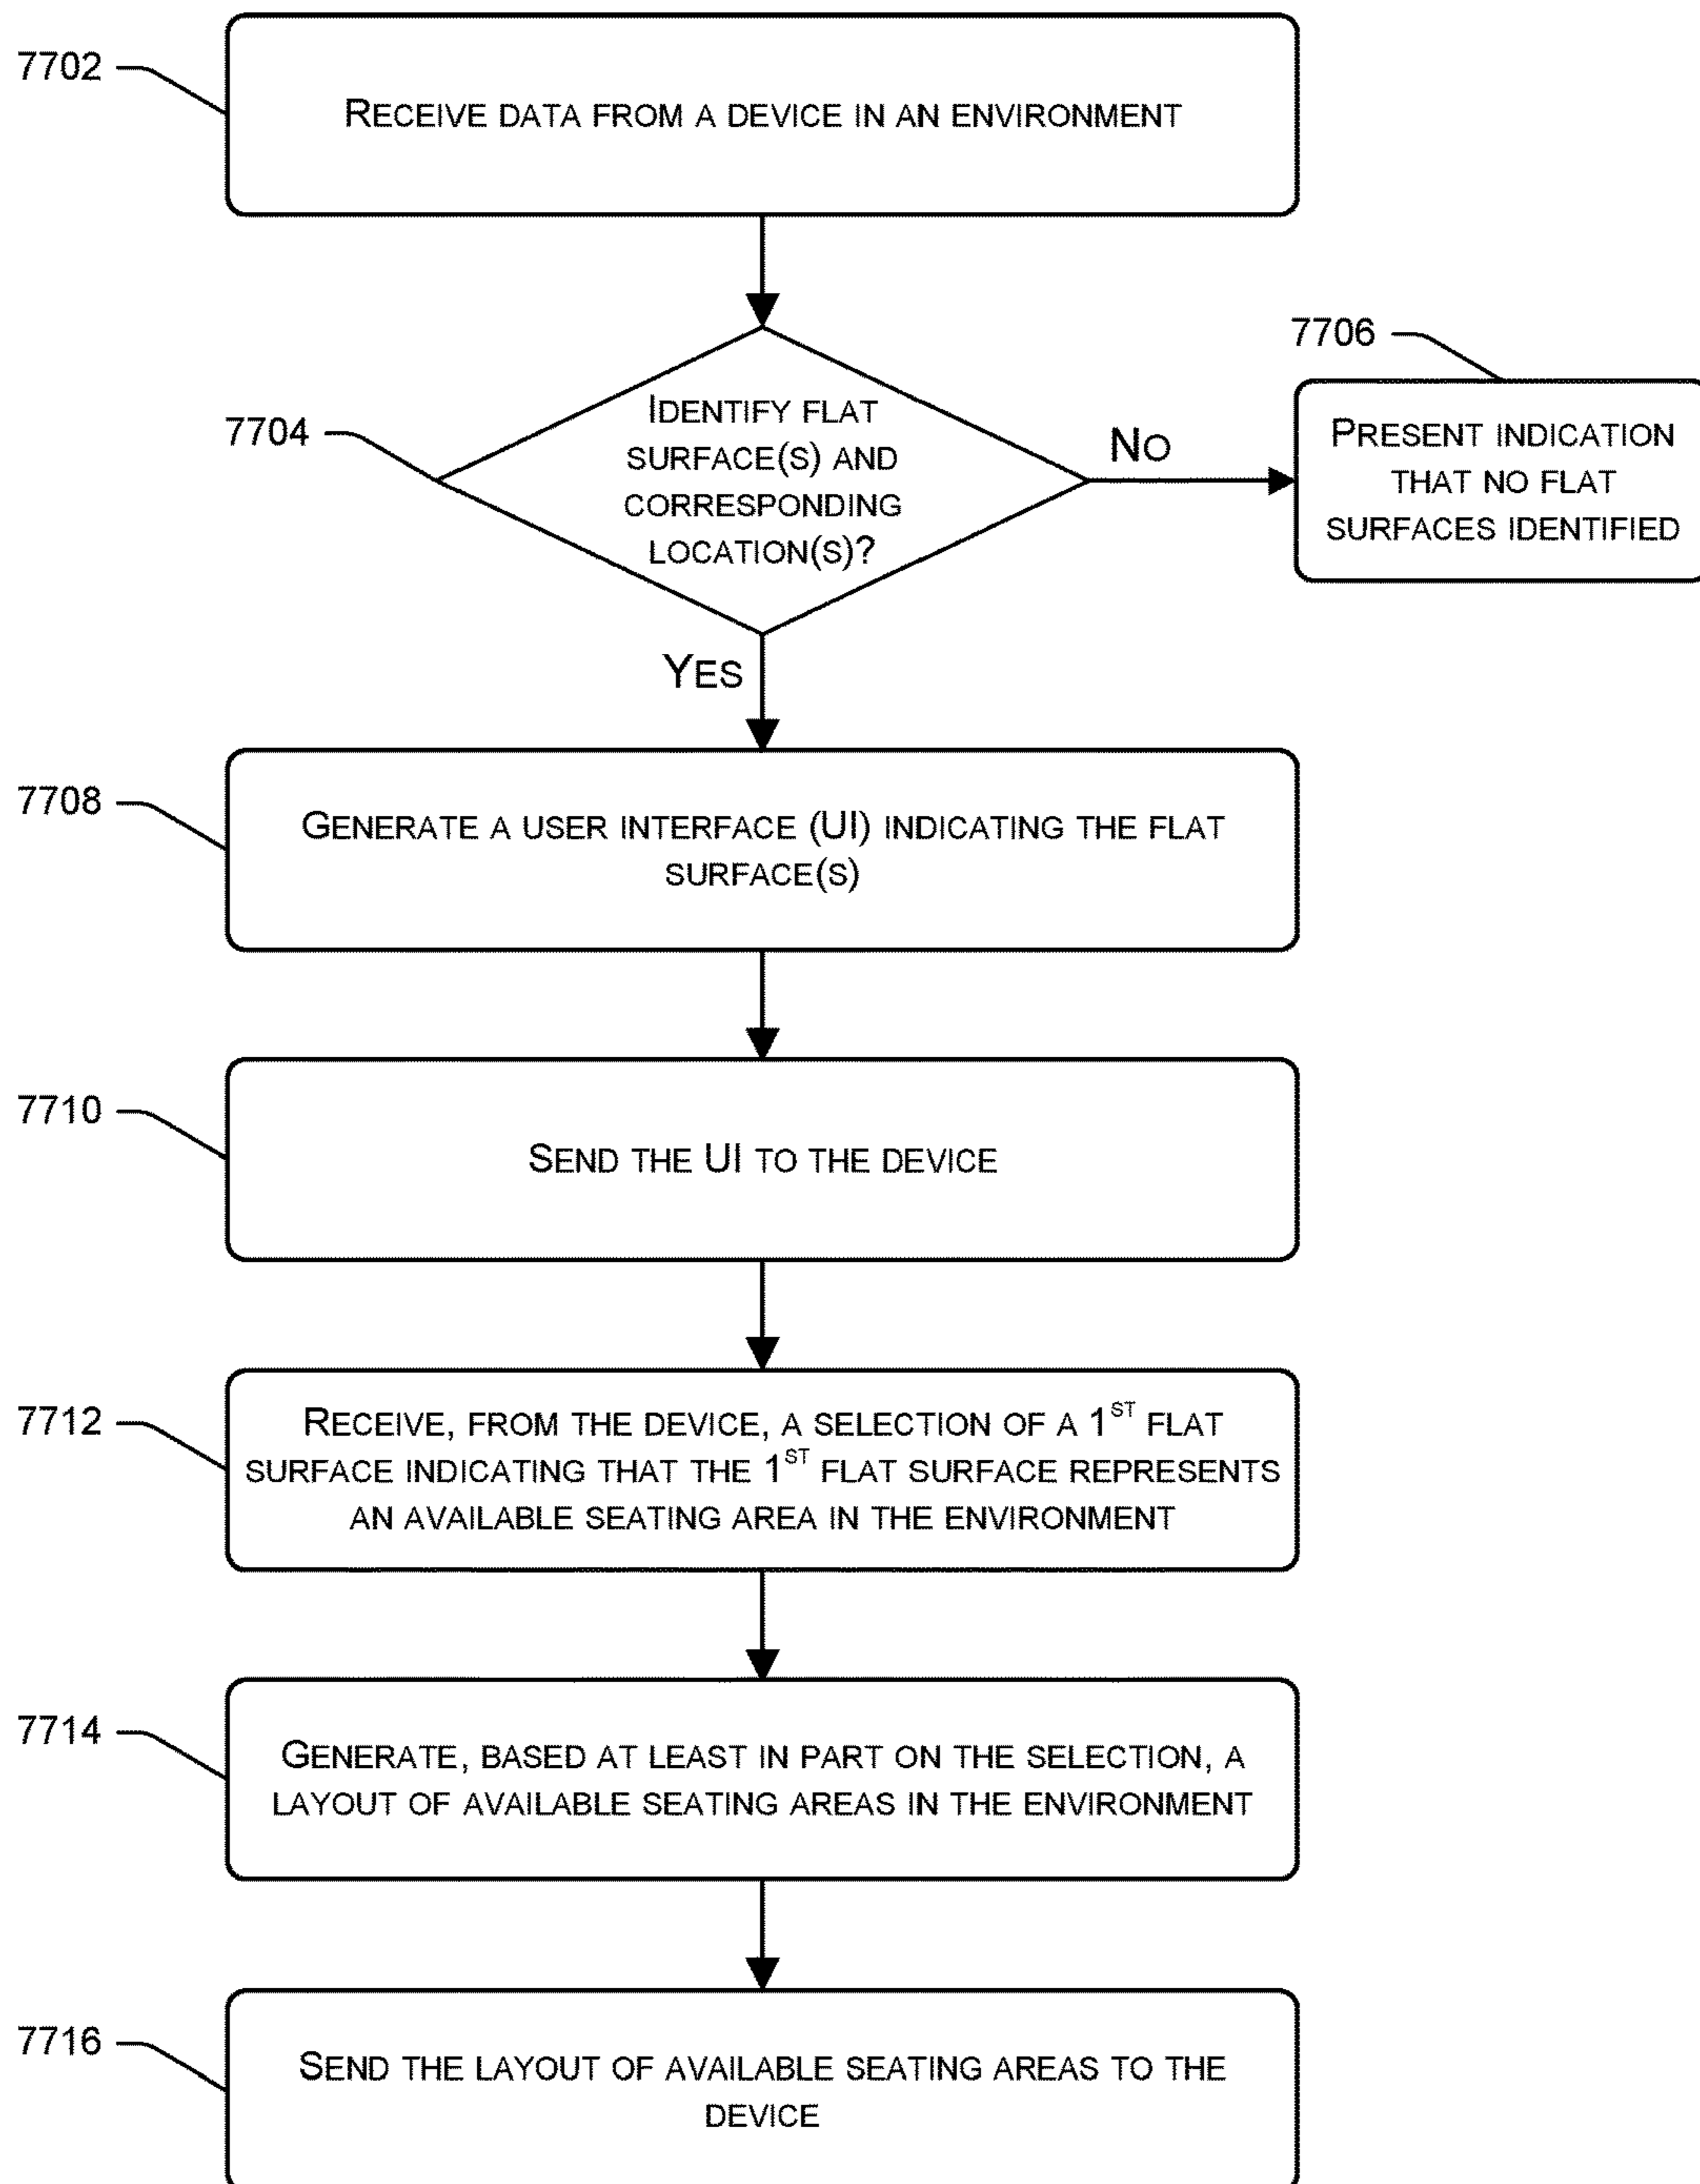 7702
RECEIVE DATA FROM A DEVICE IN AN ENVIRONMENT
7704
IDENTIFY FLAT
SURFACE(S) AND
CORRESPONDING
LOCATION(S)?
NO
7706
PRESENT INDICATION
THAT NO FLAT
SURFACES IDENTIFIED
YES
7708
GENERATE A USER INTERFACE (UI) INDICATING THE FLAT
SURFACE(S)
7710
SEND THE UI TO THE DEVICE
7712
RECEIVE, FROM THE DEVICE, A SELECTION OF A 1ST FLAT
SURFACE INDICATING THAT THE 1ST FLAT SURFACE REPRESENTS
AN AVAILABLE SEATING AREA IN THE ENVIRONMENT
7714
GENERATE, BASED AT LEAST IN PART ON THE SELECTION, A
LAYOUT OF AVAILABLE SEATING AREAS IN THE ENVIRONMENT
7716
SEND THE LAYOUT OF AVAILABLE SEATING AREAS TO THE
DEVICE